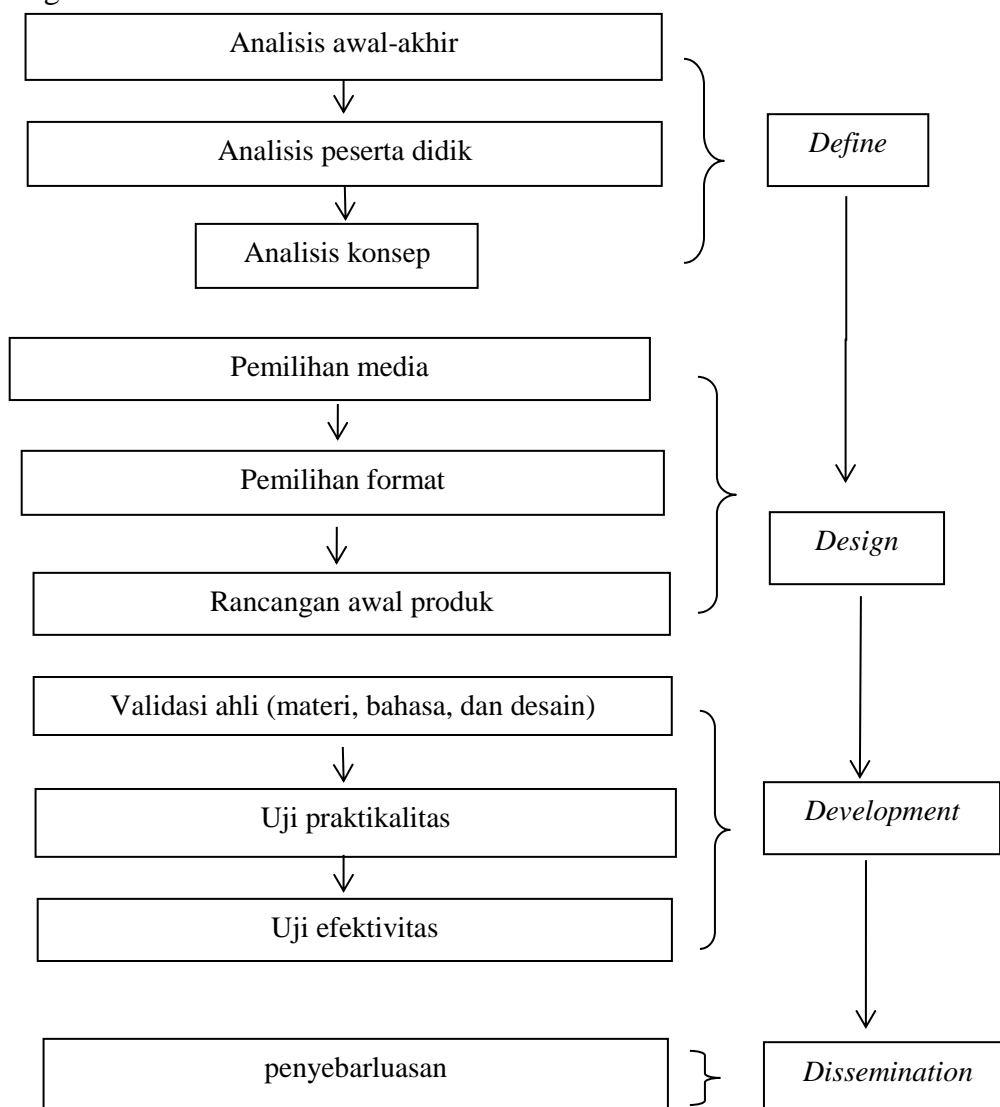 Analisis awal-akhir
Analisis peserta didik
Define
Analisis konsep
Pemilihan media
Pemilihan format
Design
Rancangan awal produk
Validasi ahli (materi, bahasa, dan desain)
Uji praktikalitas
Development
Uji efektivitas
penyebarluasan
Dissemination